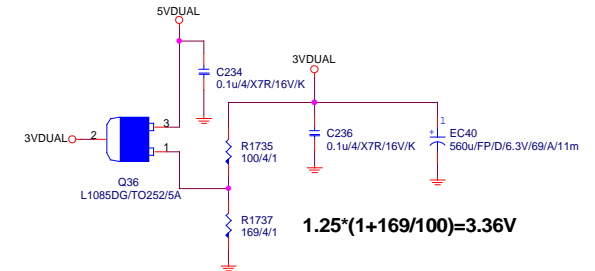 5VDUAL
C234
0.1u/4/X7R/16V/K
3VDUAL
3VDUAL
2
3
1
Q36
L1085DG/TO252/5A
R1735
100/4/1
C236
0.1u/4/X7R/16V/K
1
+
EC40
560u/FP/D/6.3V/69/A/11m
R1737
169/4/1
1.25*(1+169/100)=3.36V